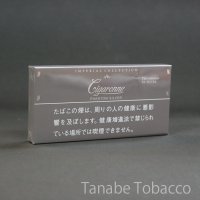 IMPERIAL COLLECTION
Cigaronne
たばこの煙は、周りの人の健康に悪影
響を及ぼします。健康増進法で禁じられ
ている場所では喫煙できません。
Tanabe Tobacco